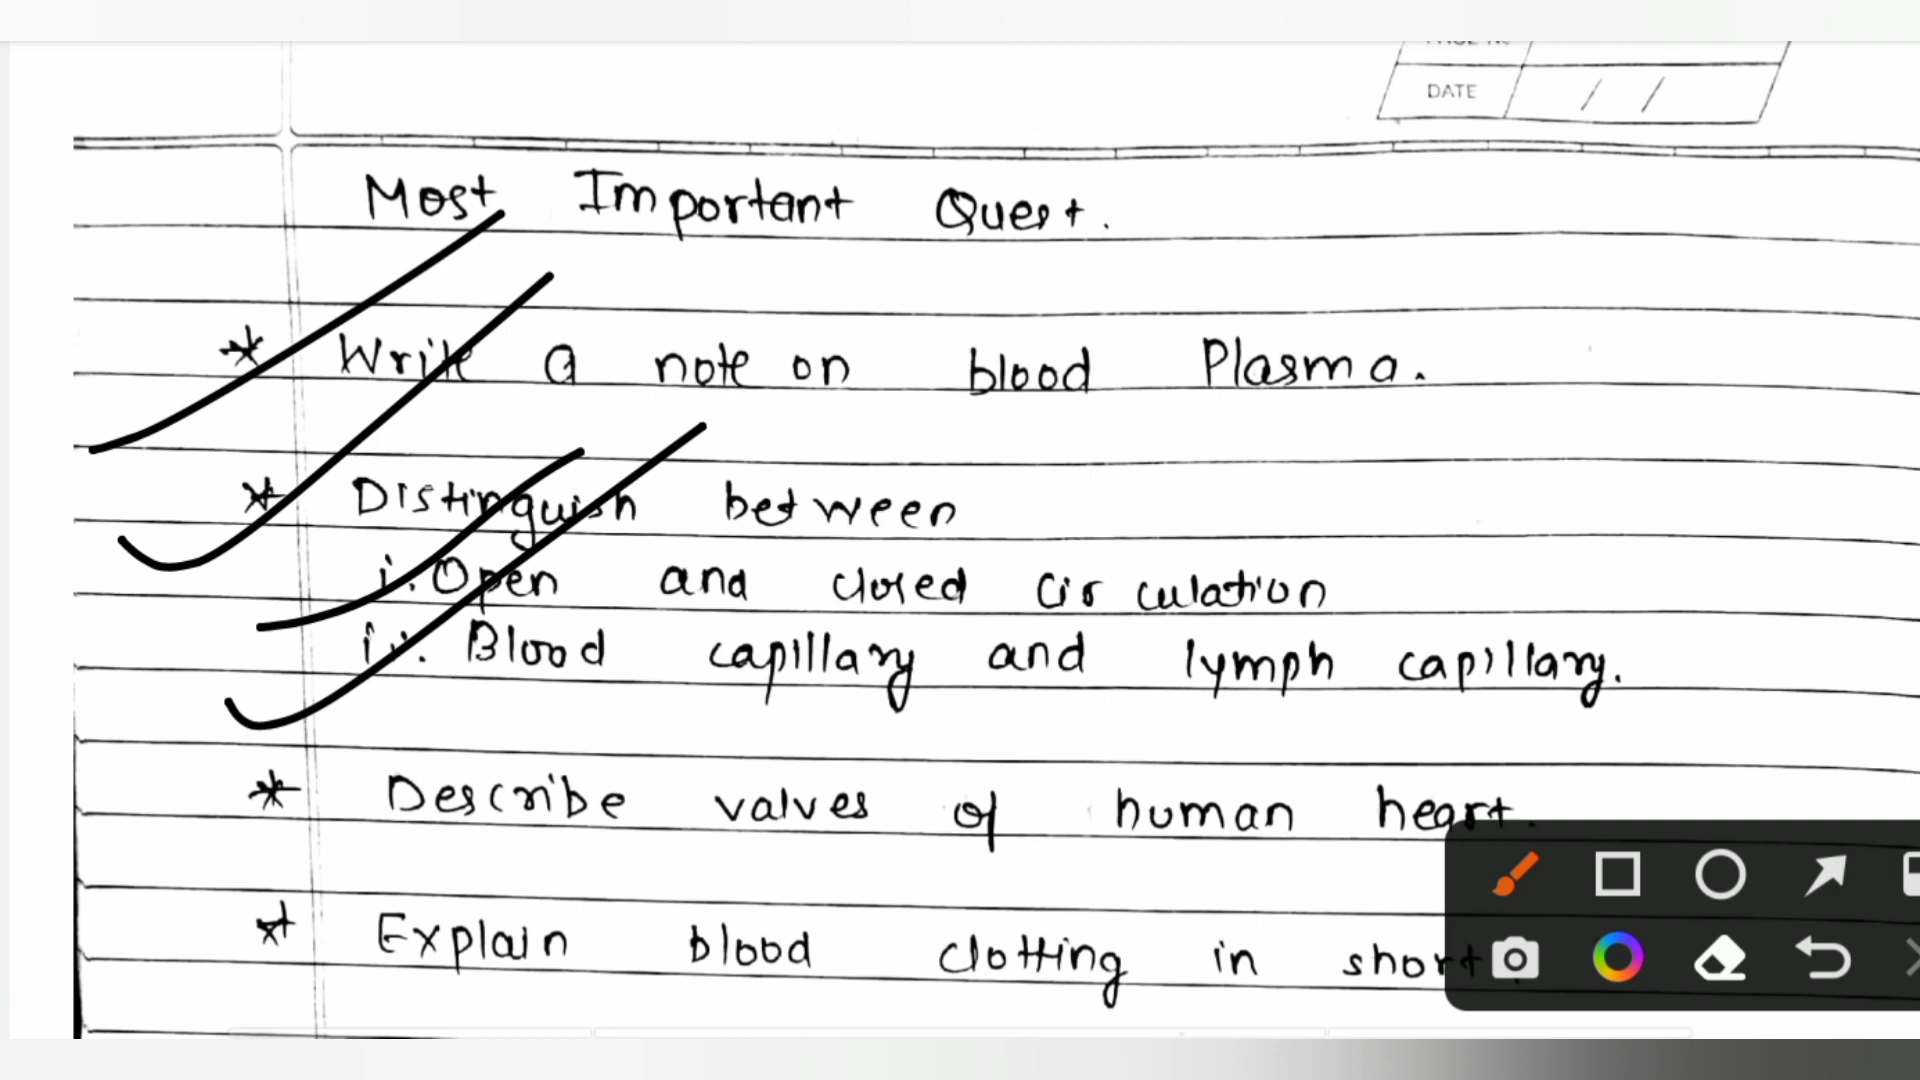 DATE / /
Most Important Quest.
* Write a note on blood Plasma.
* Distinguish between
i. Open and closed circulation
ii. Blood capillary and lymph capillary.
* Describe valves of human heart.
* Explain blood clotting in short.